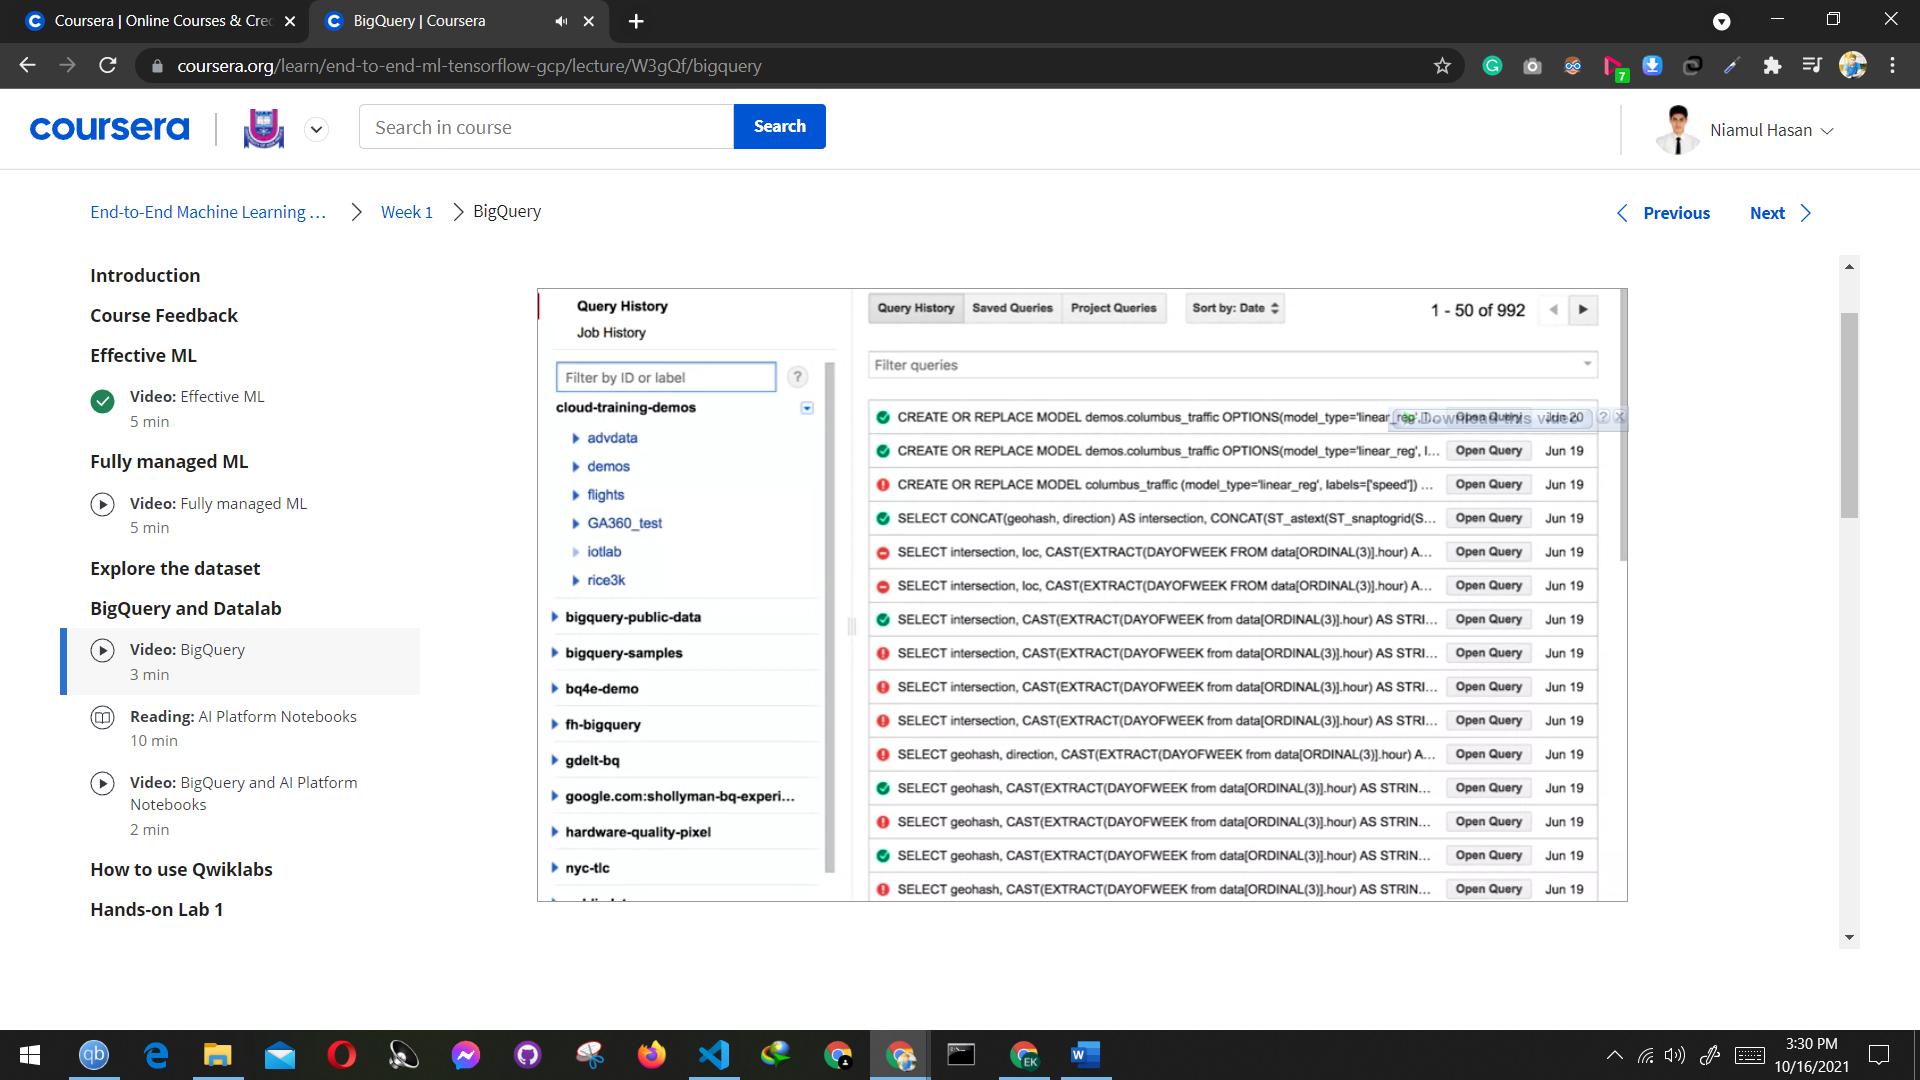 Coursera | Online Courses & Cre
BigQuery | Coursera
coursera.org/learn/end-to-end-ml-tensorflow-gcp/lecture/W3gQf/bigquery
7
coursera
Search in course
Search
Niamul Hasan
End-to-End Machine Learning …
Week 1
BigQuery
Previous
Next
Introduction
Course Feedback
Effective ML
Video: Effective ML
5 min
Fully managed ML
Video: Fully managed ML
5 min
Explore the dataset
BigQuery and Datalab
Video: BigQuery
3 min
Reading: AI Platform Notebooks
10 min
Video: BigQuery and AI Platform
Notebooks
2 min
How to use Qwiklabs
Hands-on Lab 1
Query History
Job History
Filter by ID or label
?
cloud-training-demos
advdata
demos
flights
GA360_test
iotlab
rice3k
bigquery-public-data
bigquery-samples
bq4e-demo
fh-bigquery
gdelt-bq
google.com:shollyman-bq-experi...
hardware-quality-pixel
nyc-tlc
Query History Saved Queries Project Queries Sort by: Date 1 - 50 of 992
Filter queries
CREATE OR REPLACE MODEL demos.columbus_traffic OPTIONS(model_type='linear_reg', Open Query Jun 20
Download this video ? X
CREATE OR REPLACE MODEL demos.columbus_traffic OPTIONS(model_type='linear_reg', l... Open Query Jun 19
CREATE OR REPLACE MODEL columbus_traffic (model_type='linear_reg', labels=['speed']) ... Open Query Jun 19
SELECT CONCAT(geohash, direction) AS intersection, CONCAT(ST_astext(ST_snaptogrid(S... Open Query Jun 19
SELECT intersection, loc, CAST(EXTRACT(DAYOFWEEK FROM data[ORDINAL(3)].hour) A... Open Query Jun 19
SELECT intersection, loc, CAST(EXTRACT(DAYOFWEEK FROM data[ORDINAL(3)].hour) A... Open Query Jun 19
SELECT intersection, CAST(EXTRACT(DAYOFWEEK from data[ORDINAL(3)].hour) AS STRI... Open Query Jun 19
SELECT intersection, CAST(EXTRACT(DAYOFWEEK from data[ORDINAL(3)].hour) AS STRI... Open Query Jun 19
SELECT intersection, CAST(EXTRACT(DAYOFWEEK from data[ORDINAL(3)].hour) AS STRI... Open Query Jun 19
SELECT intersection, CAST(EXTRACT(DAYOFWEEK from data[ORDINAL(3)].hour) AS STRI... Open Query Jun 19
SELECT geohash, direction, CAST(EXTRACT(DAYOFWEEK from data[ORDINAL(3)].hour) A... Open Query Jun 19
SELECT geohash, CAST(EXTRACT(DAYOFWEEK from data[ORDINAL(3)].hour) AS STRIN... Open Query Jun 19
SELECT geohash, CAST(EXTRACT(DAYOFWEEK from data[ORDINAL(3)].hour) AS STRIN... Open Query Jun 19
SELECT geohash, CAST(EXTRACT(DAYOFWEEK from data[ORDINAL(3)].hour) AS STRIN... Open Query Jun 19
SELECT geohash, CAST(EXTRACT(DAYOFWEEK from data[ORDINAL(3)].hour) AS STRIN... Open Query Jun 19
qb
EK
W
3:30 PM
10/16/2021